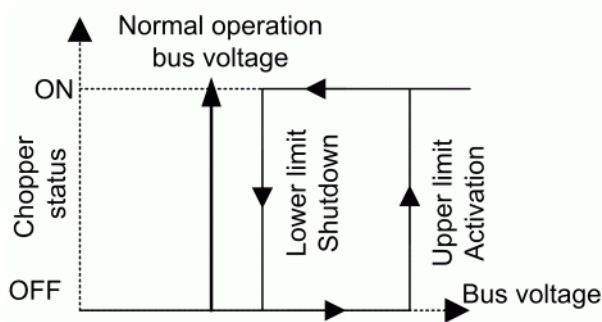 Normal operation
bus voltage
ON
Chopper
status
Lower limit
Shutdown
Upper limit
Activation
OFF
Bus voltage